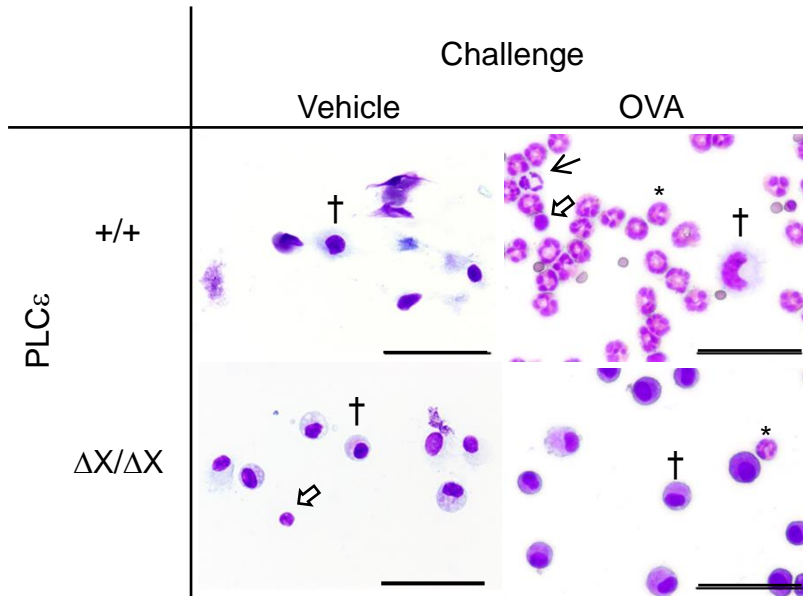 Challenge
Vehicle OVA
PLCε
+/+
† * †
ΔX/ΔX
† † *